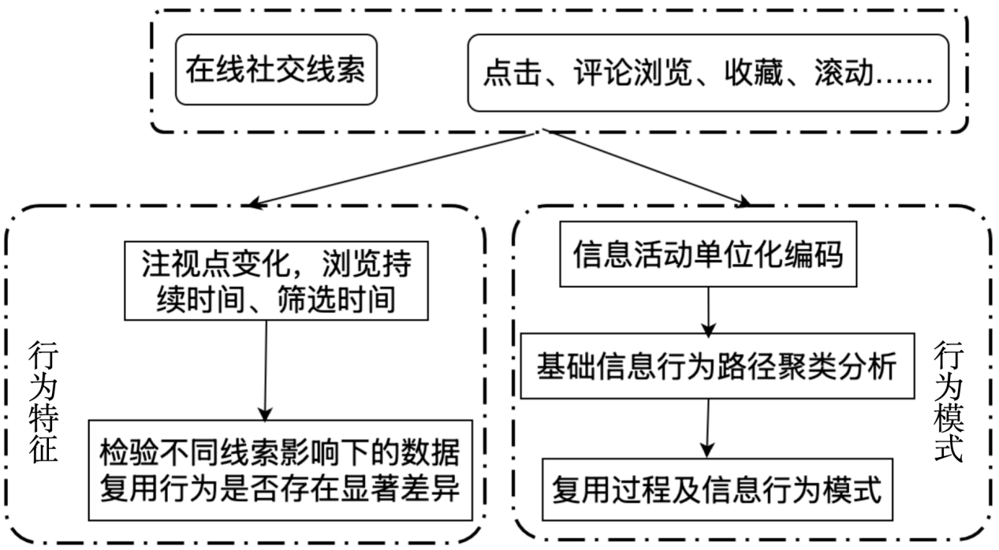 在线社交线索
点击、评论浏览、收藏、滚动……
注视点变化，浏览持
续时间、筛选时间
检验不同线索影响下的数据
复用行为是否存在显著差异
行为特征
信息活动单位化编码
基础信息行为路径聚类分析
复用过程及信息行为模式
行为模式